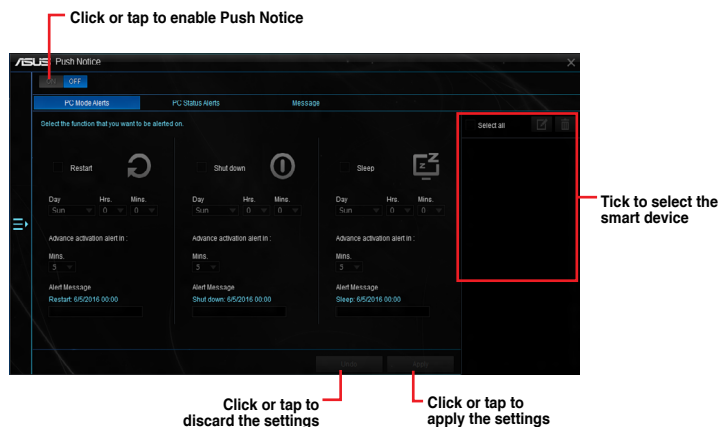 Click or tap to enable Push Notice
ASUS Push Notice
ON OFF
PC Mode Alerts PC Status Alerts Message
Select the function that you want to be alerted on.
Select all
Restart Shut down Sleep
Day Hrs. Mins. Day Hrs. Mins. Day Hrs. Mins.
Sun 0 0 Sun 0 0 Sun 0 0
Tick to select the
smart device
Advance activation alert in : Advance activation alert in : Advance activation alert in :
Mins. Mins. Mins.
5 5 5
Alert Message Alert Message Alert Message
Restart: 6/5/2016 00:00 Shut down: 6/5/2016 00:00 Sleep: 6/5/2016 00:00
Undo Apply
Click or tap to
discard the settings
Click or tap to
apply the settings